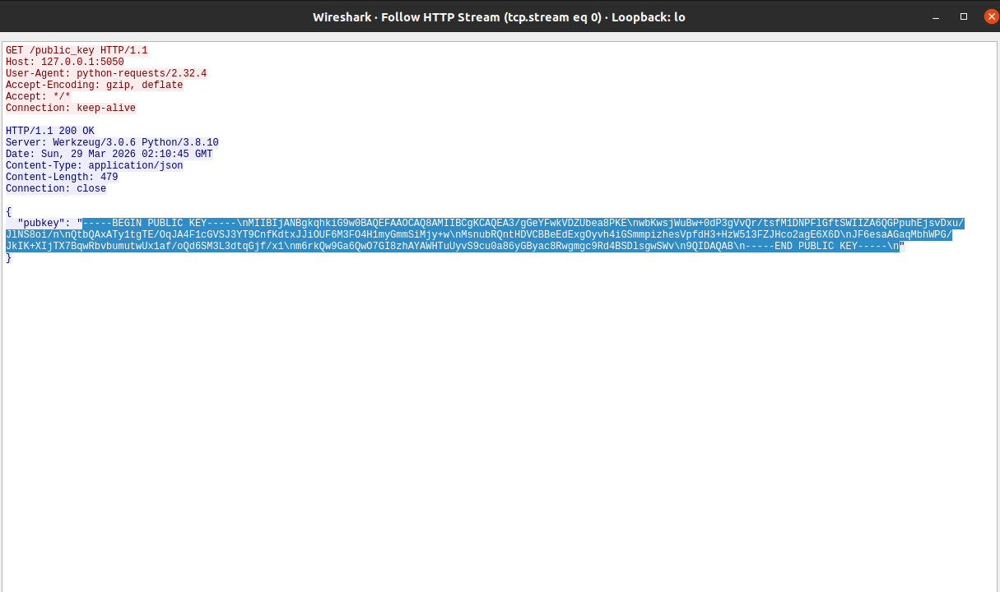 Wireshark · Follow HTTP Stream (tcp.stream eq 0) · Loopback: lo
GET /public_key HTTP/1.1
Host: 127.0.0.1:5050
User-Agent: python-requests/2.32.4
Accept-Encoding: gzip, deflate
Accept: */*
Connection: keep-alive
HTTP/1.1 200 OK
Server: Werkzeug/3.0.6 Python/3.8.10
Date: Sun, 29 Mar 2026 02:10:45 GMT
Content-Type: application/json
Content-Length: 479
Connection: close
{
  "pubkey": "-----BEGIN PUBLIC KEY-----\nMIIBIjANBgkqhkiG9w0BAQEFAAOCAQ8AMIIBCgKCAQEA3/gGeYFwkVDZUbea8PKE\nwbKwsjWuBw+0dP3gVvQr/tsfM1DNPFlGftSWIIZA6QGPpuhEjsvDxu/
JlNS8oi/n\nQtbQAxATy1tgTE/OqJA4F1cGVSJ3YT9CnfKdtxJJiOUF6M3FO4H1myGmmSiMjy+w\nMsnubRQntHDVCBBeEdExgOyvh4iGSmmpizhesVpfdH3+HzW513FZJHco2agE6X6D\nJF6esaAGaqMbhWPG/
JkIK+XIjTX7BqwRbvbumutwUx1af/oQd6SM3L3dtqGjf/x1\nm6rkQw9Ga6QwO7GI8zhAYAWHTuUyvS9cu0a86yGByac8Rwgmgc9Rd4BSDlsgwSWv\n9QIDAQAB\n-----END PUBLIC KEY-----\n"
}